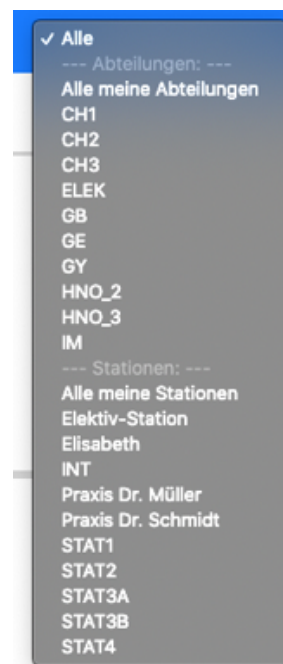 ✓ Alle
--- Abteilungen: ---
Alle meine Abteilungen
CH1
CH2
CH3
ELEK
GB
GE
GY
HNO_2
HNO_3
IM
--- Stationen: ---
Alle meine Stationen
Elektiv-Station
Elisabeth
INT
Praxis Dr. Müller
Praxis Dr. Schmidt
STAT1
STAT2
STAT3A
STAT3B
STAT4